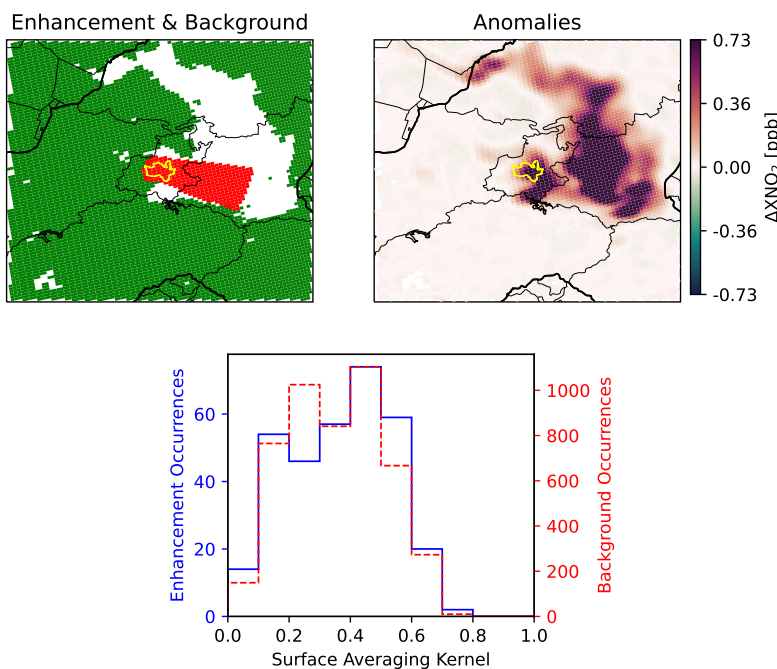 Enhancement & Background
Anomalies
0.73
0.36
0.00
-0.36
-0.73
ΔXNO₂ [ppb]
Enhancement Occurrences
60
40
20
0
1000
800
600
400
200
0
Background Occurrences
0.0 0.2 0.4 0.6 0.8 1.0
Surface Averaging Kernel